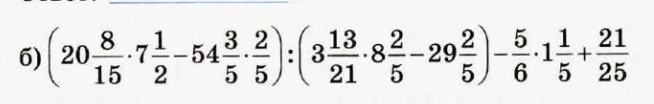 б) (20 8/15 · 7 1/2 − 54 3/5 · 2/5) : (3 13/21 · 8 2/5 − 29 2/5) − 5/6 · 1 1/5 + 21/25